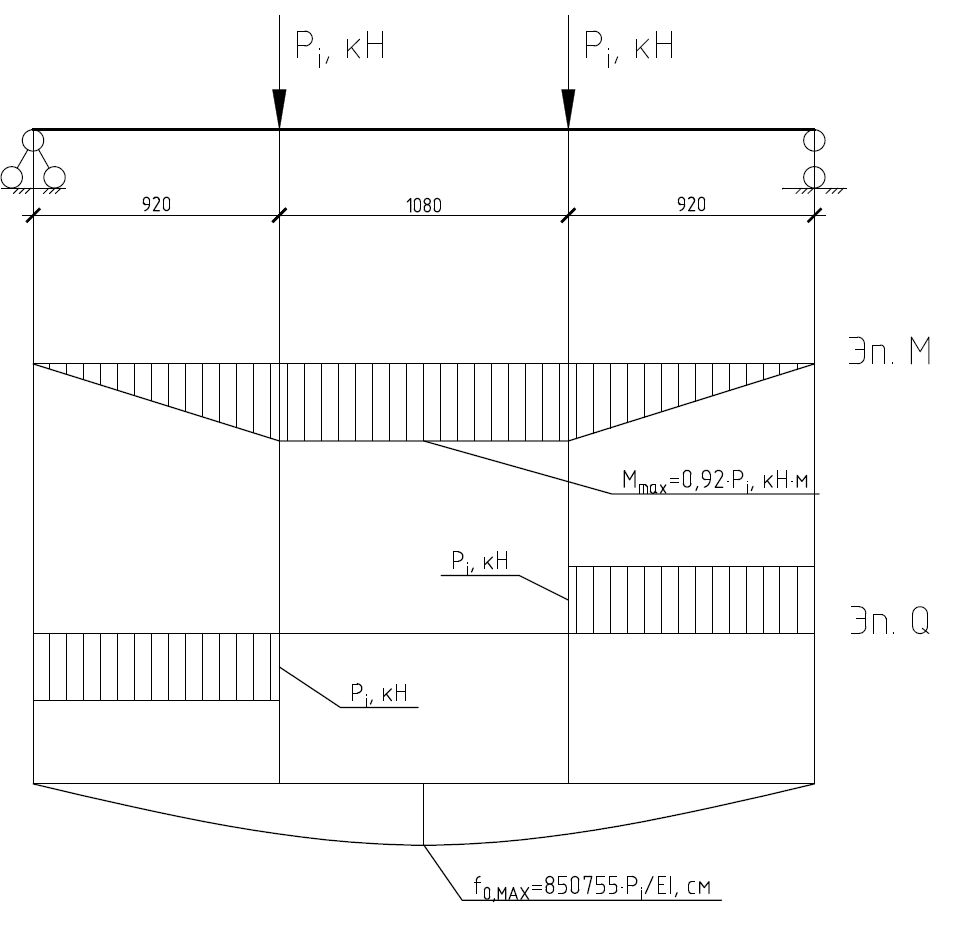 Pi, кН Pi, кН
920 1080 920
Эп. М
Mmax=0,92·Pi, кН·м
Pi, кН
Эп. Q
Pi, кН
f0,MAX=850755·Pi/EI, см